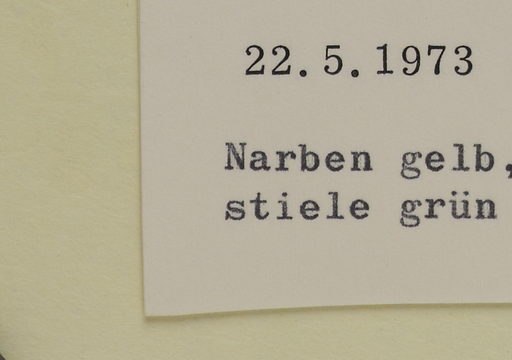 22.5.1973
Narben gelb,
stiele grün